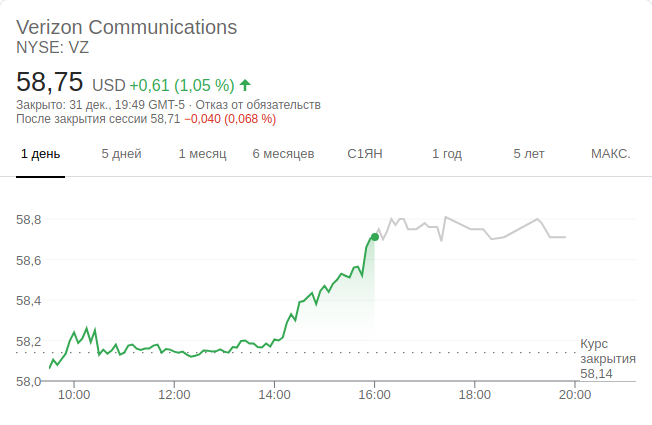 Verizon Communications
NYSE: VZ
58,75 USD +0,61 (1,05 %)
Закрыто: 31 дек., 19:49 GMT-5 · Отказ от обязательств
После закрытия сессии 58,71 −0,040 (0,068 %)
1 день 5 дней 1 месяц 6 месяцев С1ЯН 1 год 5 лет МАКС.
58,8
58,6
58,4
58,2
Курс
закрытия
58,14
58,0
10:00 12:00 14:00 16:00 18:00 20:00